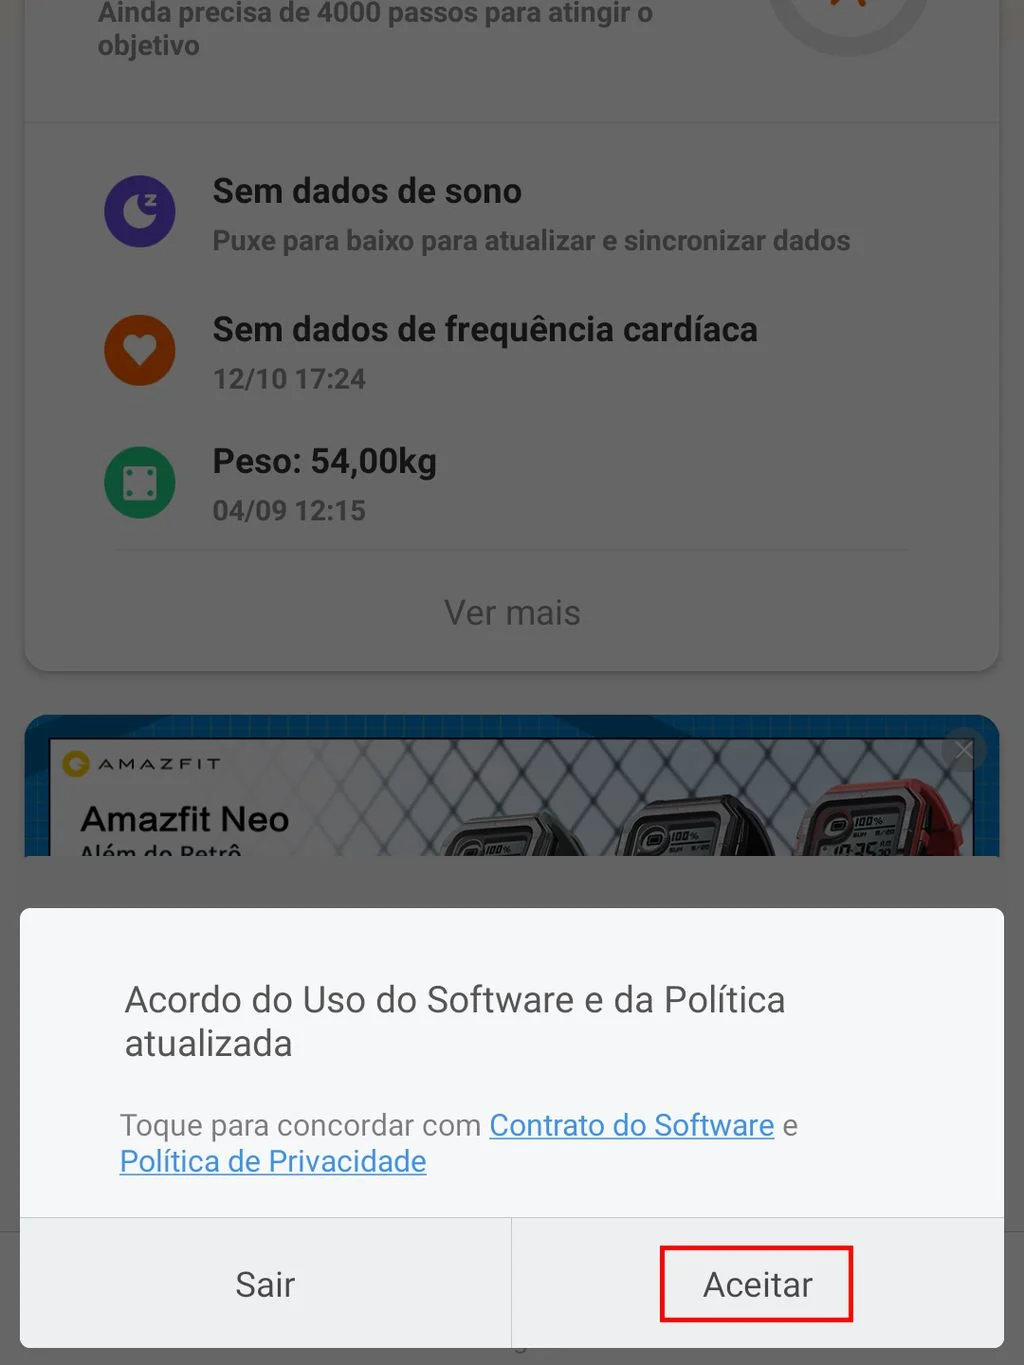 Ainda precisa de 4000 passos para atingir o
objetivo
Sem dados de sono
Puxe para baixo para atualizar e sincronizar dados
Sem dados de frequência cardíaca
12/10 17:24
Peso: 54,00kg
04/09 12:15
Ver mais
AMAZFIT
Amazfit Neo
Além do Retrô
100%
100%
100%
Acordo do Uso do Software e da Política
atualizada
Toque para concordar com Contrato do Software e
Política de Privacidade
Sair
Aceitar